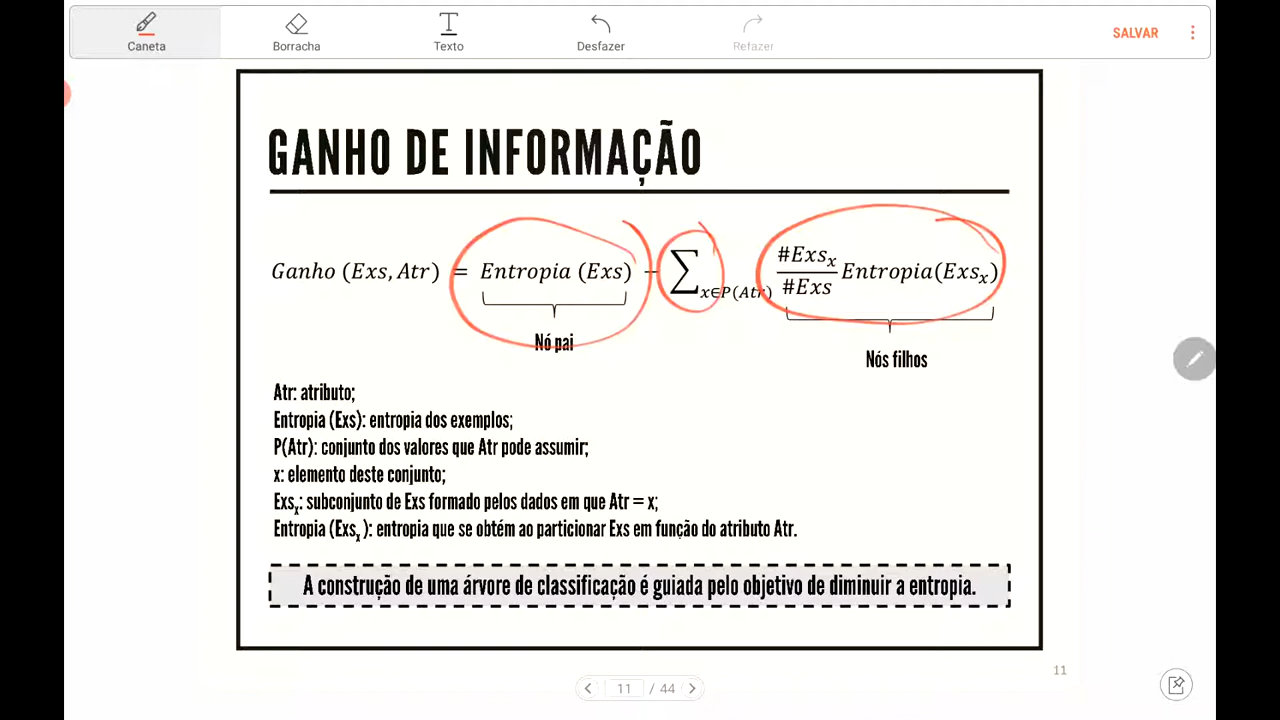 Caneta
Borracha
Texto
Desfazer
Refazer
SALVAR
GANHO DE INFORMAÇÃO
Ganho (Exs, Atr) = Entropia (Exs) − ∑x∈P(Atr) #Exsₓ/#Exs Entropia(Exsₓ)
Nó pai
Nós filhos
Atr: atributo;
Entropia (Exs): entropia dos exemplos;
P(Atr): conjunto dos valores que Atr pode assumir;
x: elemento deste conjunto;
Exsₓ: subconjunto de Exs formado pelos dados em que Atr = x;
Entropia (Exsₓ): entropia que se obtém ao particionar Exs em função do atributo Atr.
A construção de uma árvore de classificação é guiada pelo objetivo de diminuir a entropia.
11
11 / 44